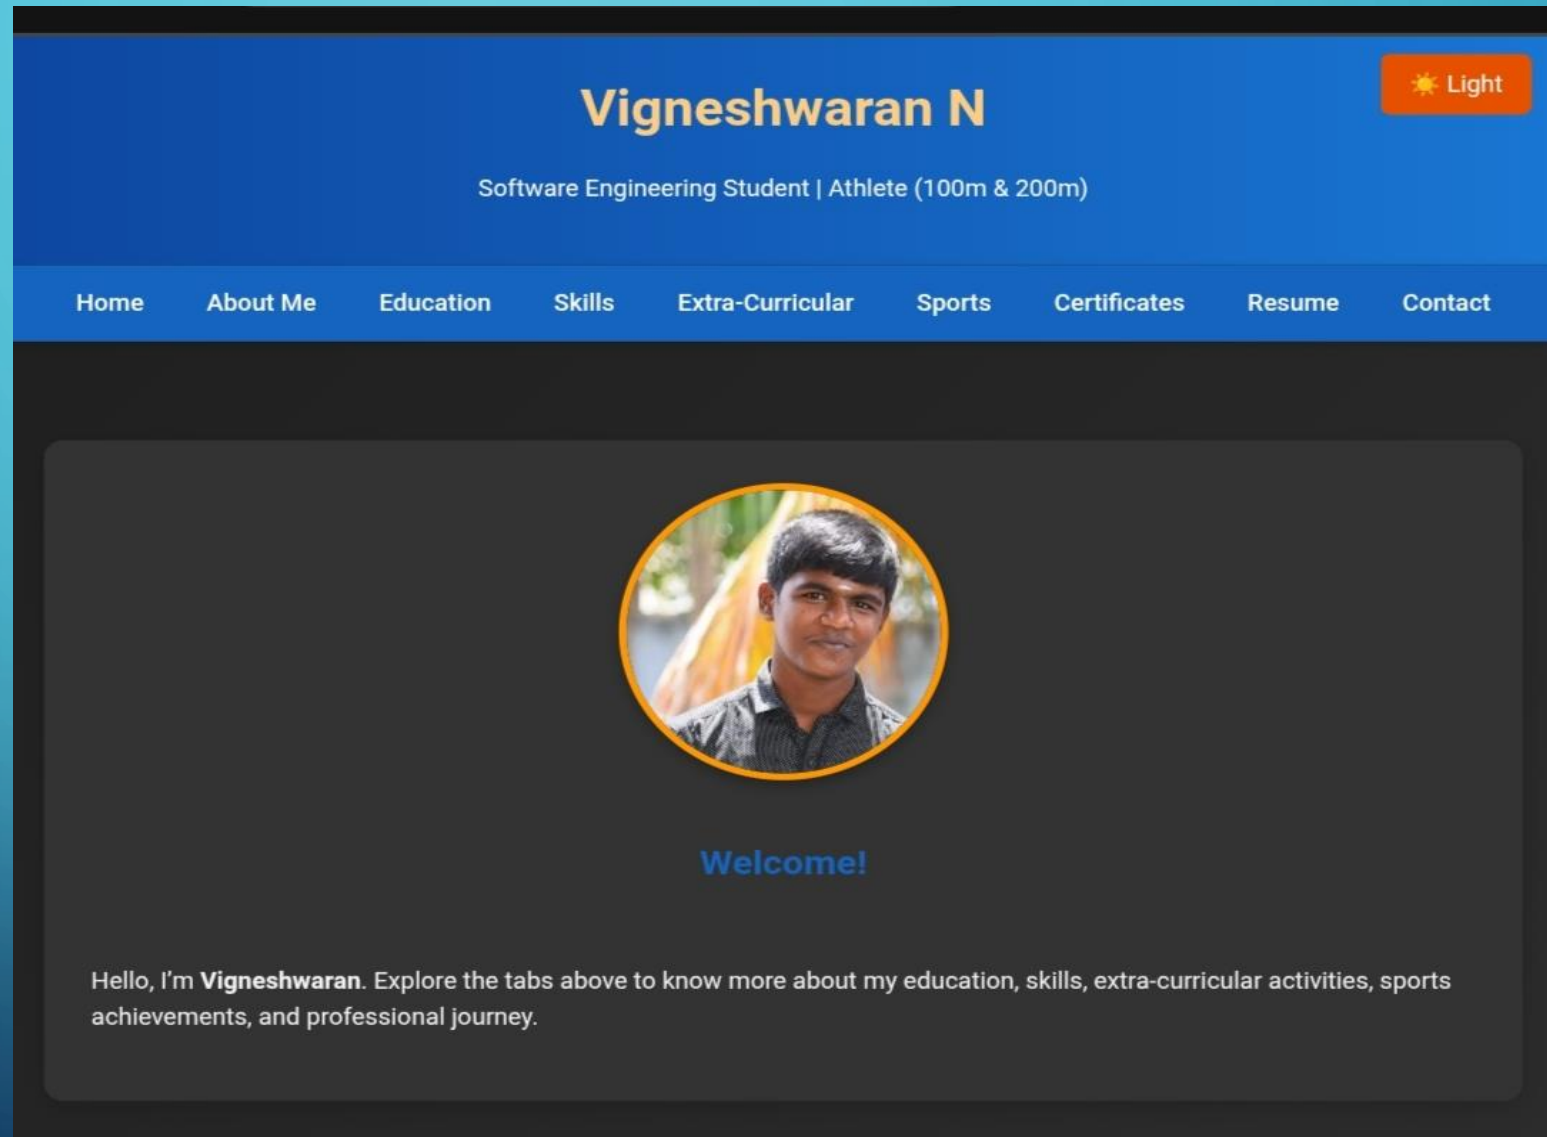 Vigneshwaran N
☀ Light
Software Engineering Student | Athlete (100m & 200m)
Home About Me Education Skills Extra-Curricular Sports Certificates Resume Contact
Welcome!
Hello, I’m Vigneshwaran. Explore the tabs above to know more about my education, skills, extra-curricular activities, sports
achievements, and professional journey.